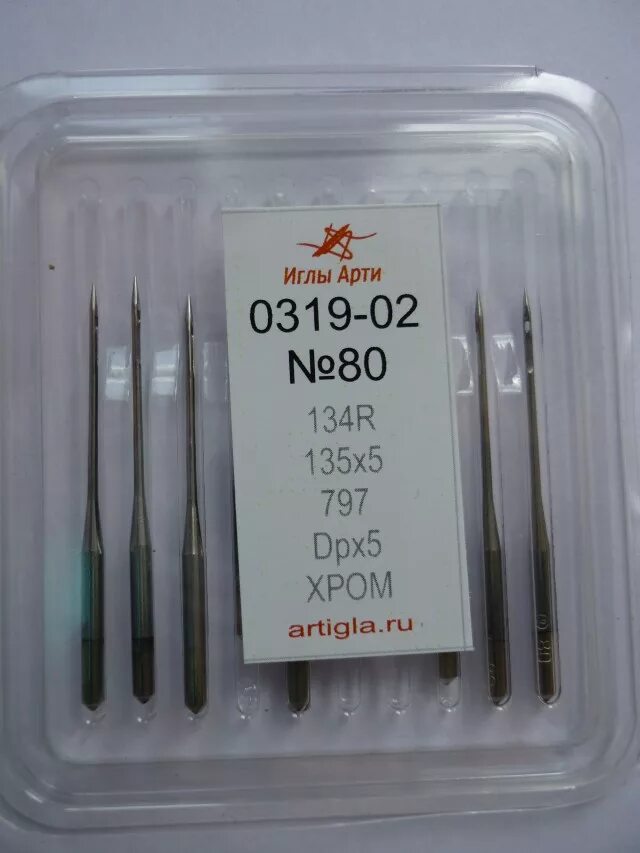 Иглы Арти
0319-02
№80
134R
135x5
797
Dpx5
ХРОМ
artigla.ru